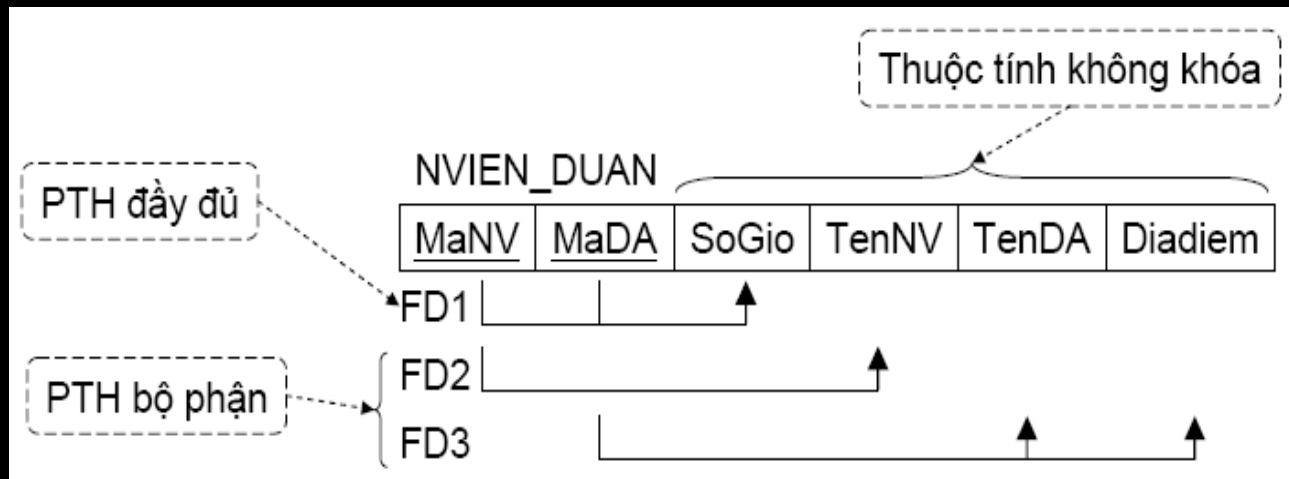 Thuộc tính không khóa
NVIEN_DUAN
PTH đầy đủ
MaNV MaDA SoGio TenNV TenDA Diadiem
FD1
FD2
PTH bộ phận
FD3